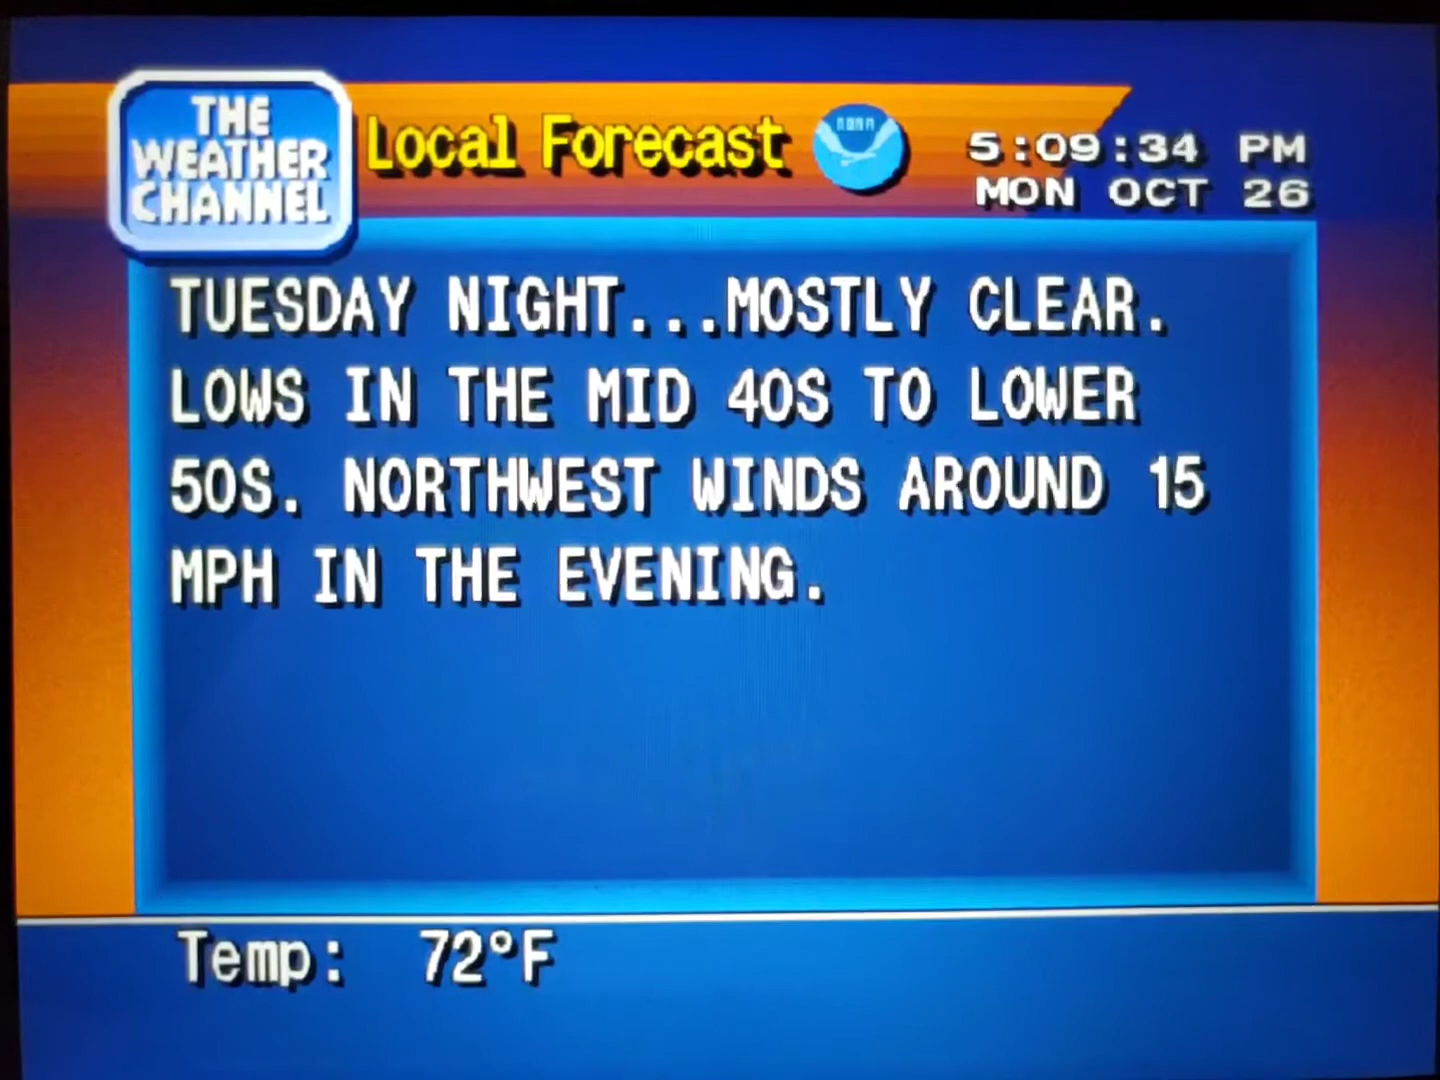 THE
WEATHER
CHANNEL
Local Forecast
NOAA
5:09:34 PM
MON OCT 26
TUESDAY NIGHT...MOSTLY CLEAR.
LOWS IN THE MID 40S TO LOWER
50S. NORTHWEST WINDS AROUND 15
MPH IN THE EVENING.
Temp: 72°F